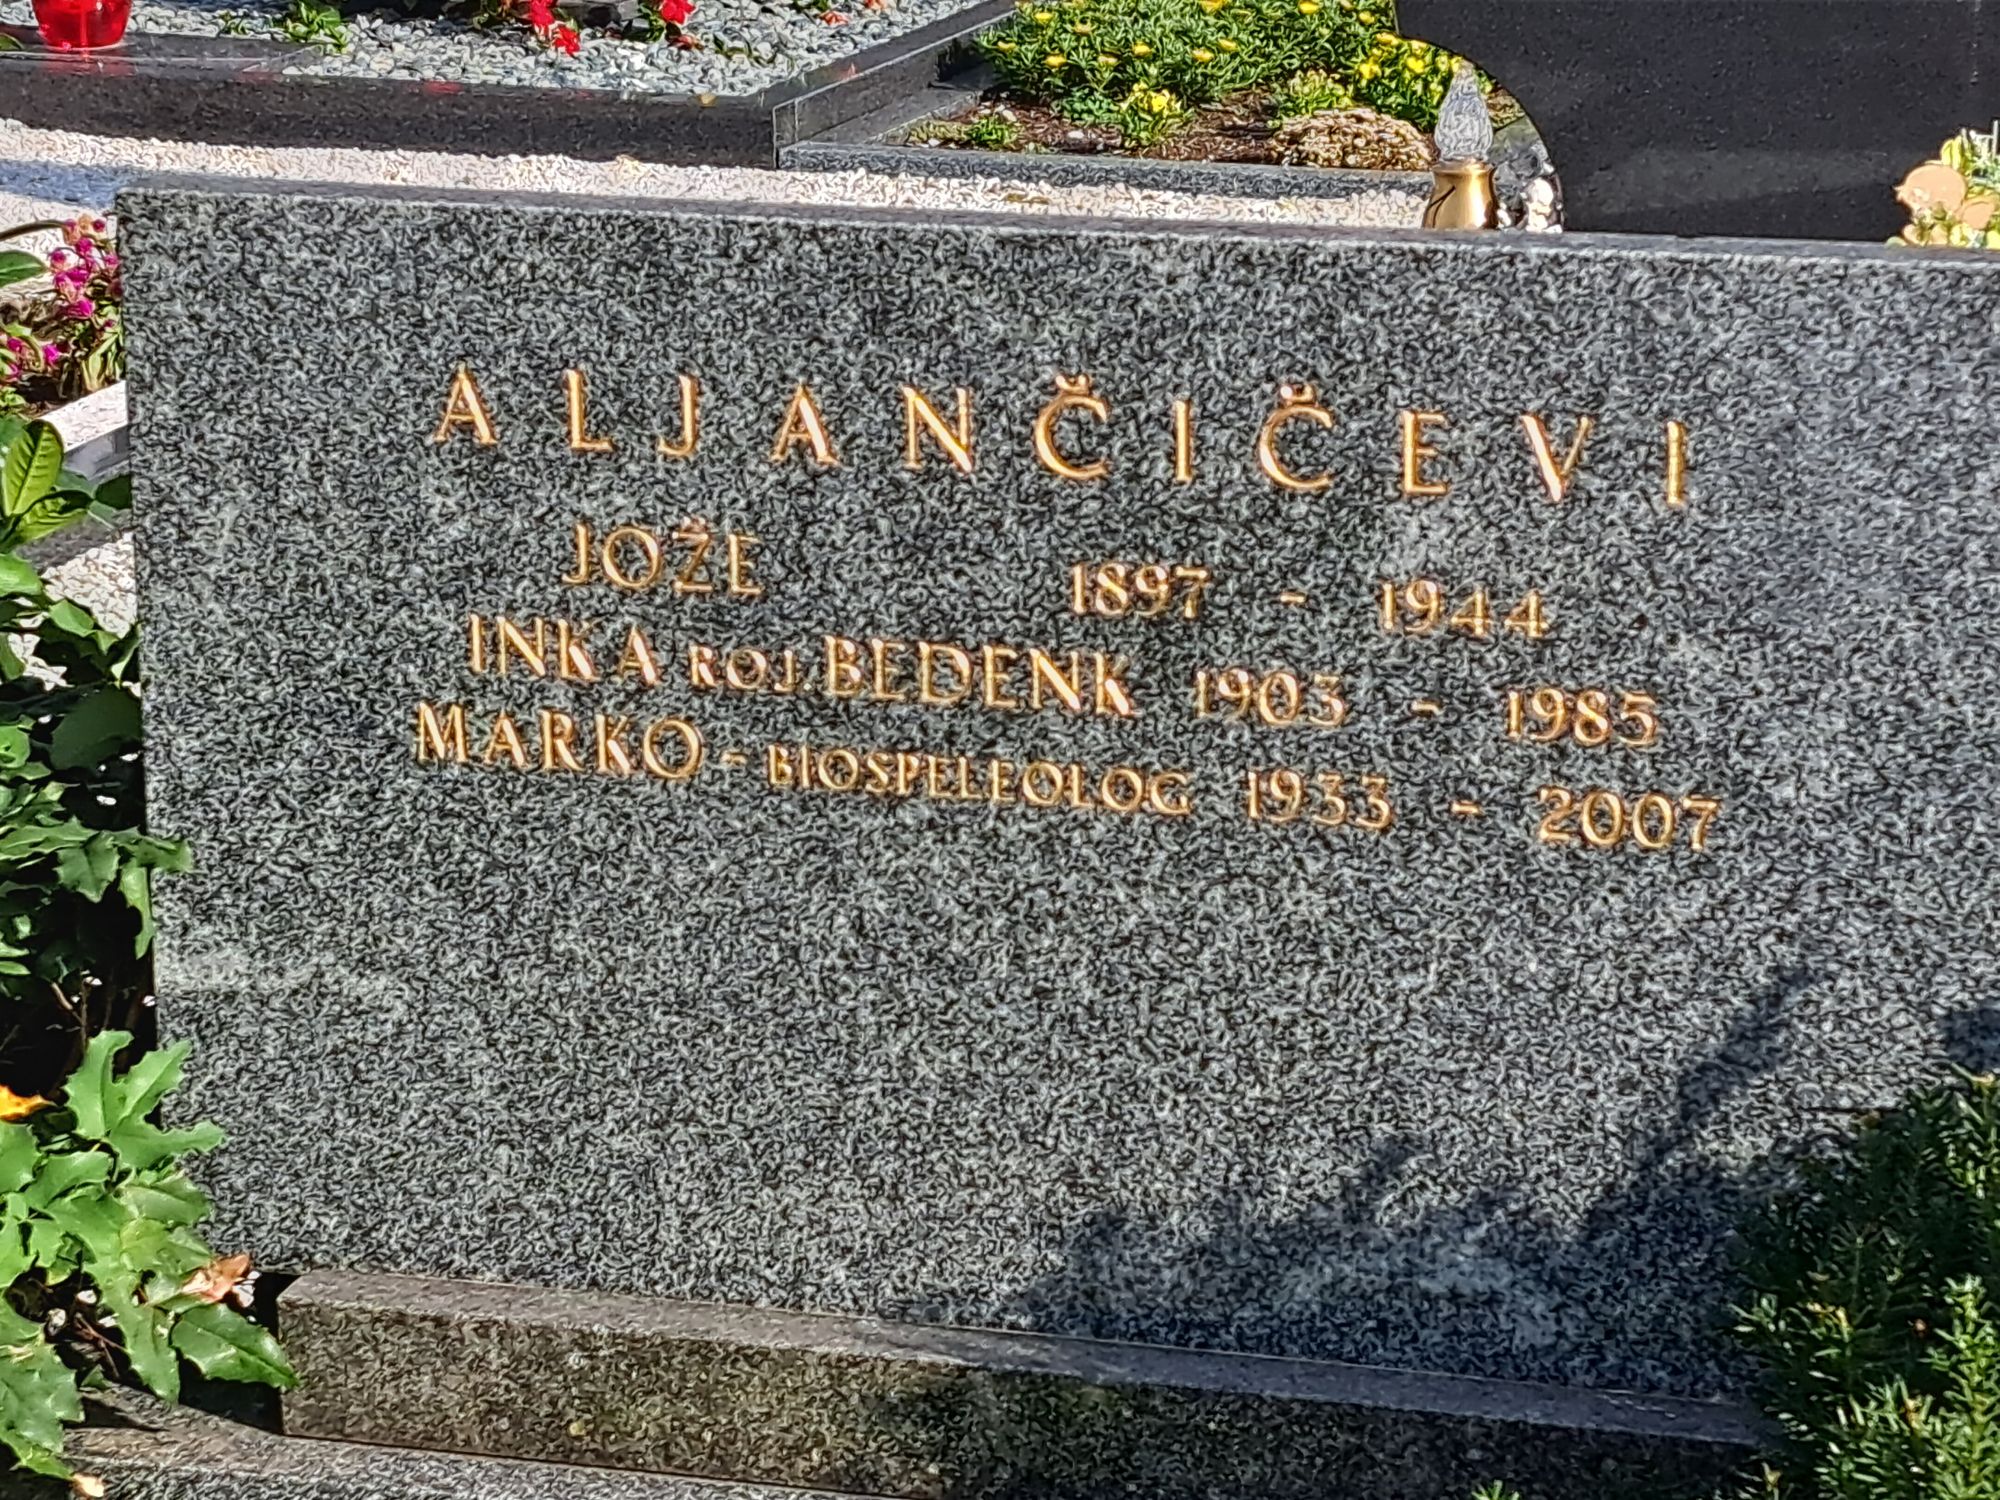 ALJANČIČEVI
JOŽE 1897 - 1944
INKA ROJ. BEDENK 1903 - 1985
MARKO - BIOSPELEOLOG 1933 - 2007